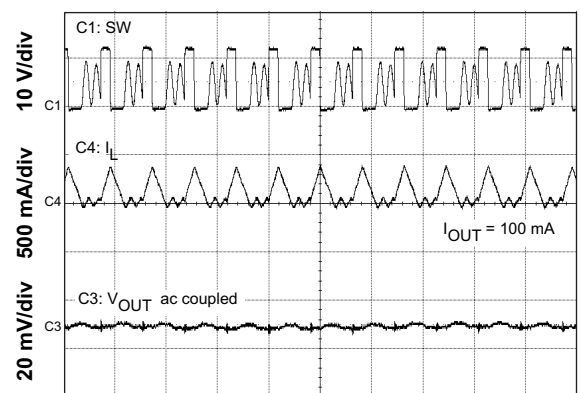 10 V/div
C1: SW
C1
500 mA/div
C4: IL
C4
IOUT = 100 mA
20 mV/div
C3: VOUT ac coupled
C3